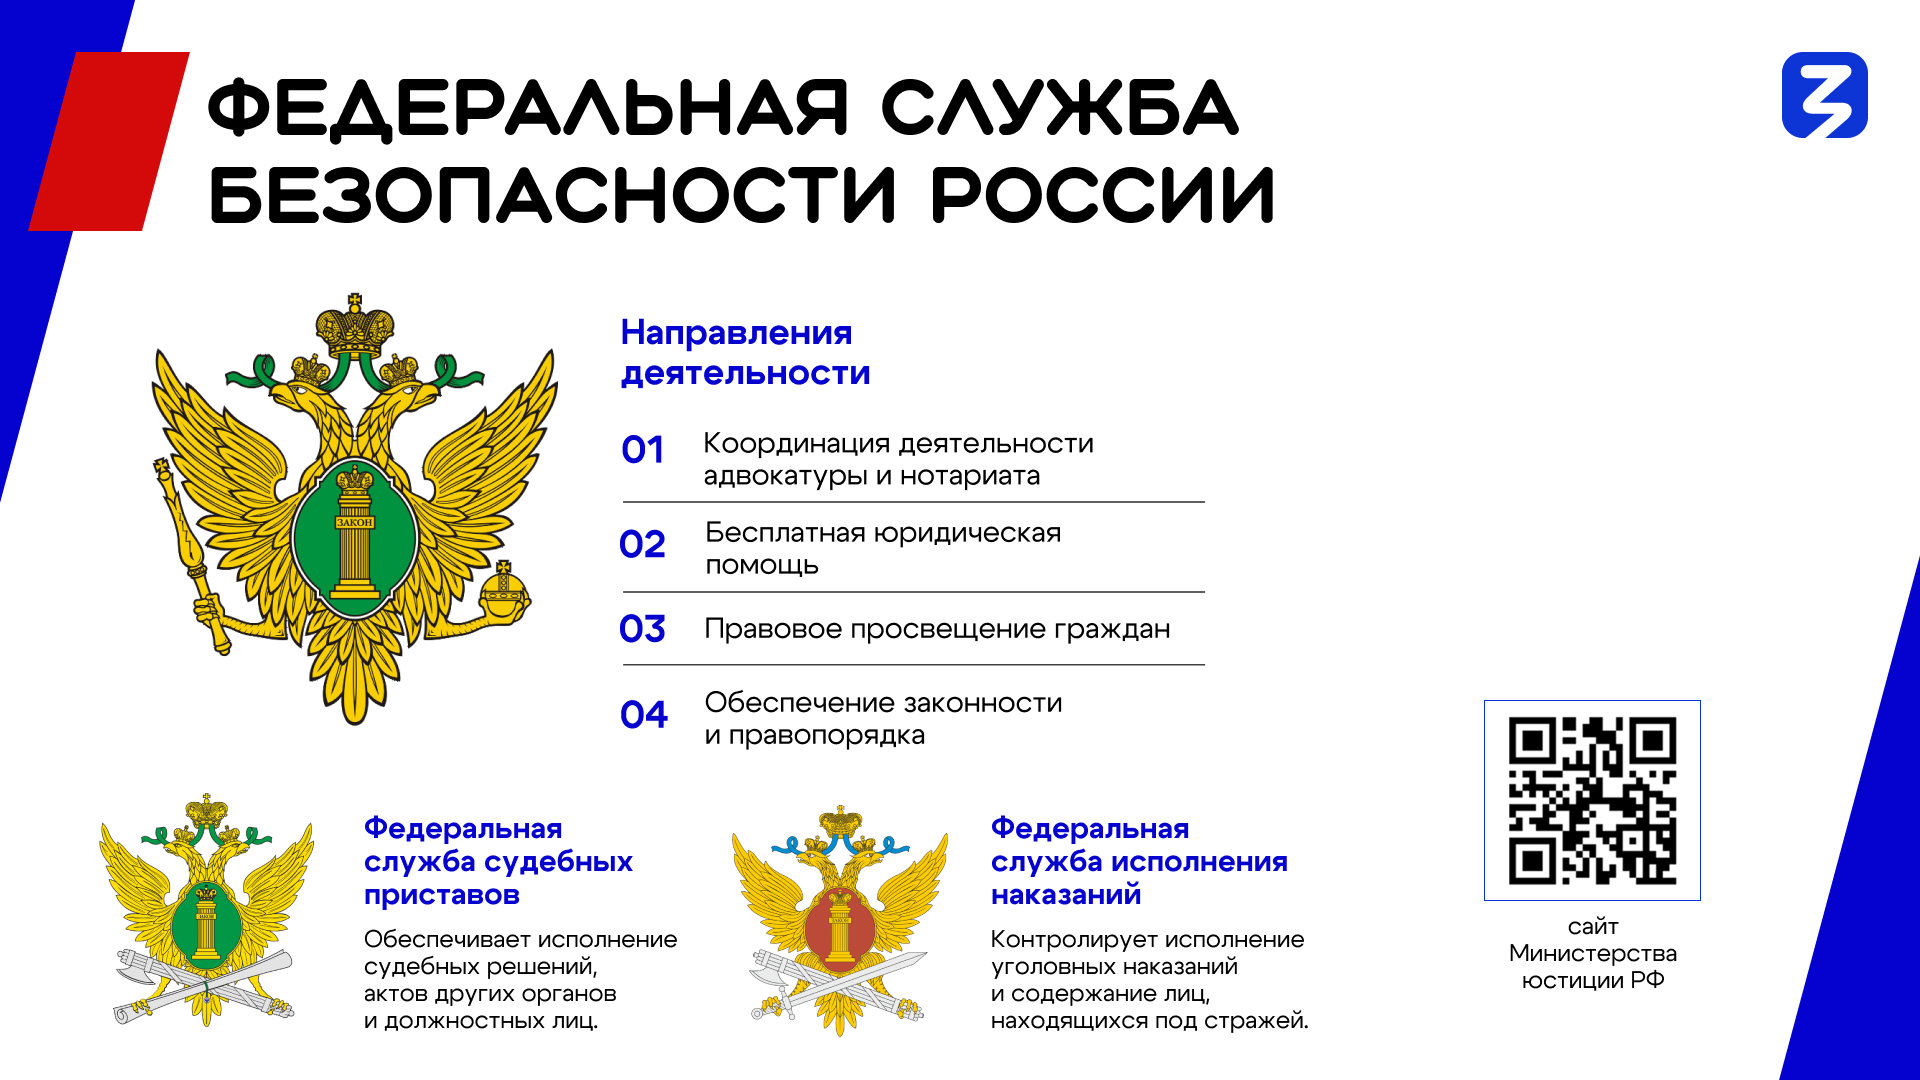 ФЕДЕРАЛЬНАЯ СЛУЖБА
БЕЗОПАСНОСТИ РОССИИ
Направления
деятельности
01 Координация деятельности
адвокатуры и нотариата
02 Бесплатная юридическая
помощь
03 Правовое просвещение граждан
04 Обеспечение законности
и правопорядка
ЗАКОН
Федеральная
служба судебных
приставов
Обеспечивает исполнение
судебных решений,
актов других органов
и должностных лиц.
ЗАКОН
Федеральная
служба исполнения
наказаний
Контролирует исполнение
уголовных наказаний
и содержание лиц,
находящихся под стражей.
ЗАКОН
сайт
Министерства
юстиции РФ